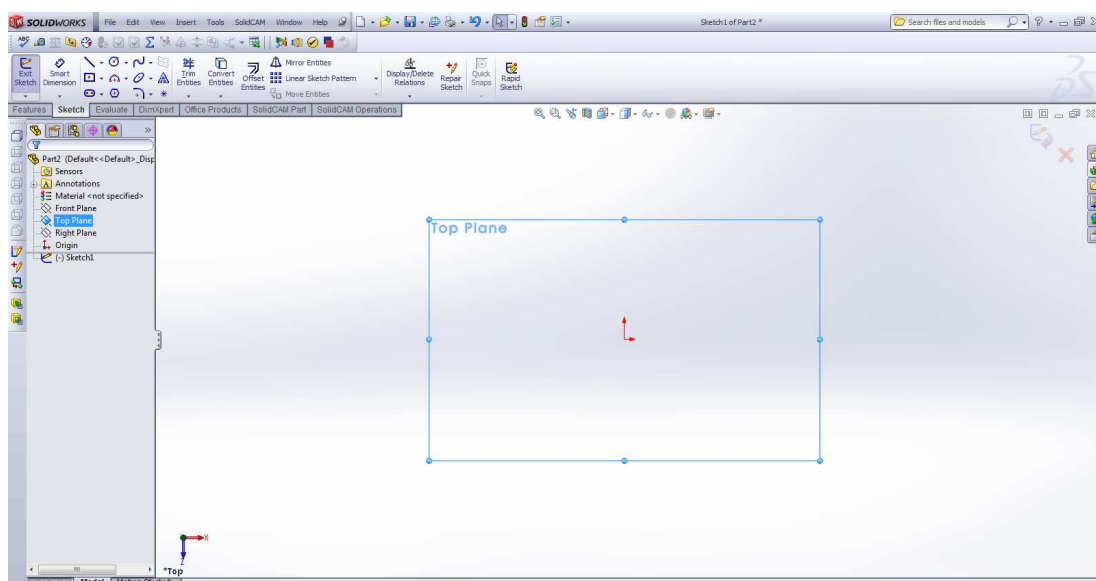 SOLIDWORKS File Edit View Insert Tools SolidCAM Window Help Sketch1 of Part2 * Search files and models
Exit Sketch
Smart Dimension
Trim Entities
Convert Entities
Offset Entities
Mirror Entities
Linear Sketch Pattern
Move Entities
Display/Delete Relations
Repair Sketch
Quick Snaps
Rapid Sketch
Features Sketch Evaluate DimXpert Office Products SolidCAM Part SolidCAM Operations
Part2 (Default<<Default>_Disp
Sensors
Annotations
Material <not specified>
Front Plane
Top Plane
Right Plane
Origin
(-) Sketch1
Top Plane
X
Z
*Top